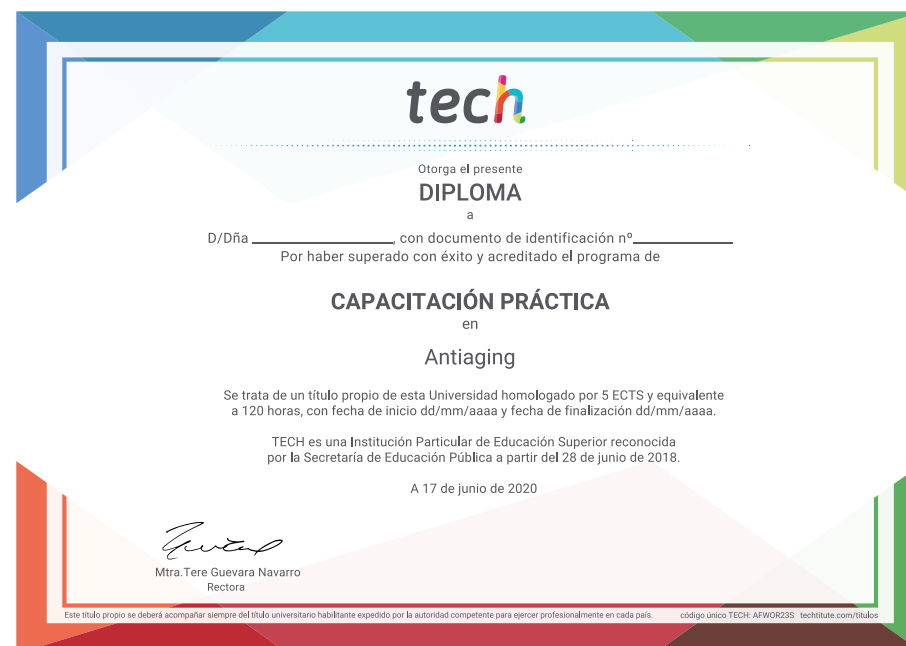 tech
Otorga el presente
DIPLOMA
a
D/Dña ____________________, con documento de identificación nº______________
Por haber superado con éxito y acreditado el programa de
CAPACITACIÓN PRÁCTICA
en
Antiaging
Se trata de un título propio de esta Universidad homologado por 5 ECTS y equivalente
a 120 horas, con fecha de inicio dd/mm/aaaa y fecha de finalización dd/mm/aaaa.
TECH es una Institución Particular de Educación Superior reconocida
por la Secretaría de Educación Pública a partir del 28 de junio de 2018.
A 17 de junio de 2020
Mtra.Tere Guevara Navarro
Rectora
Este título propio se deberá acompañar siempre del título universitario habilitante expedido por la autoridad competente para ejercer profesionalmente en cada país. código único TECH: AFWOR23S techtitute.com/titulos